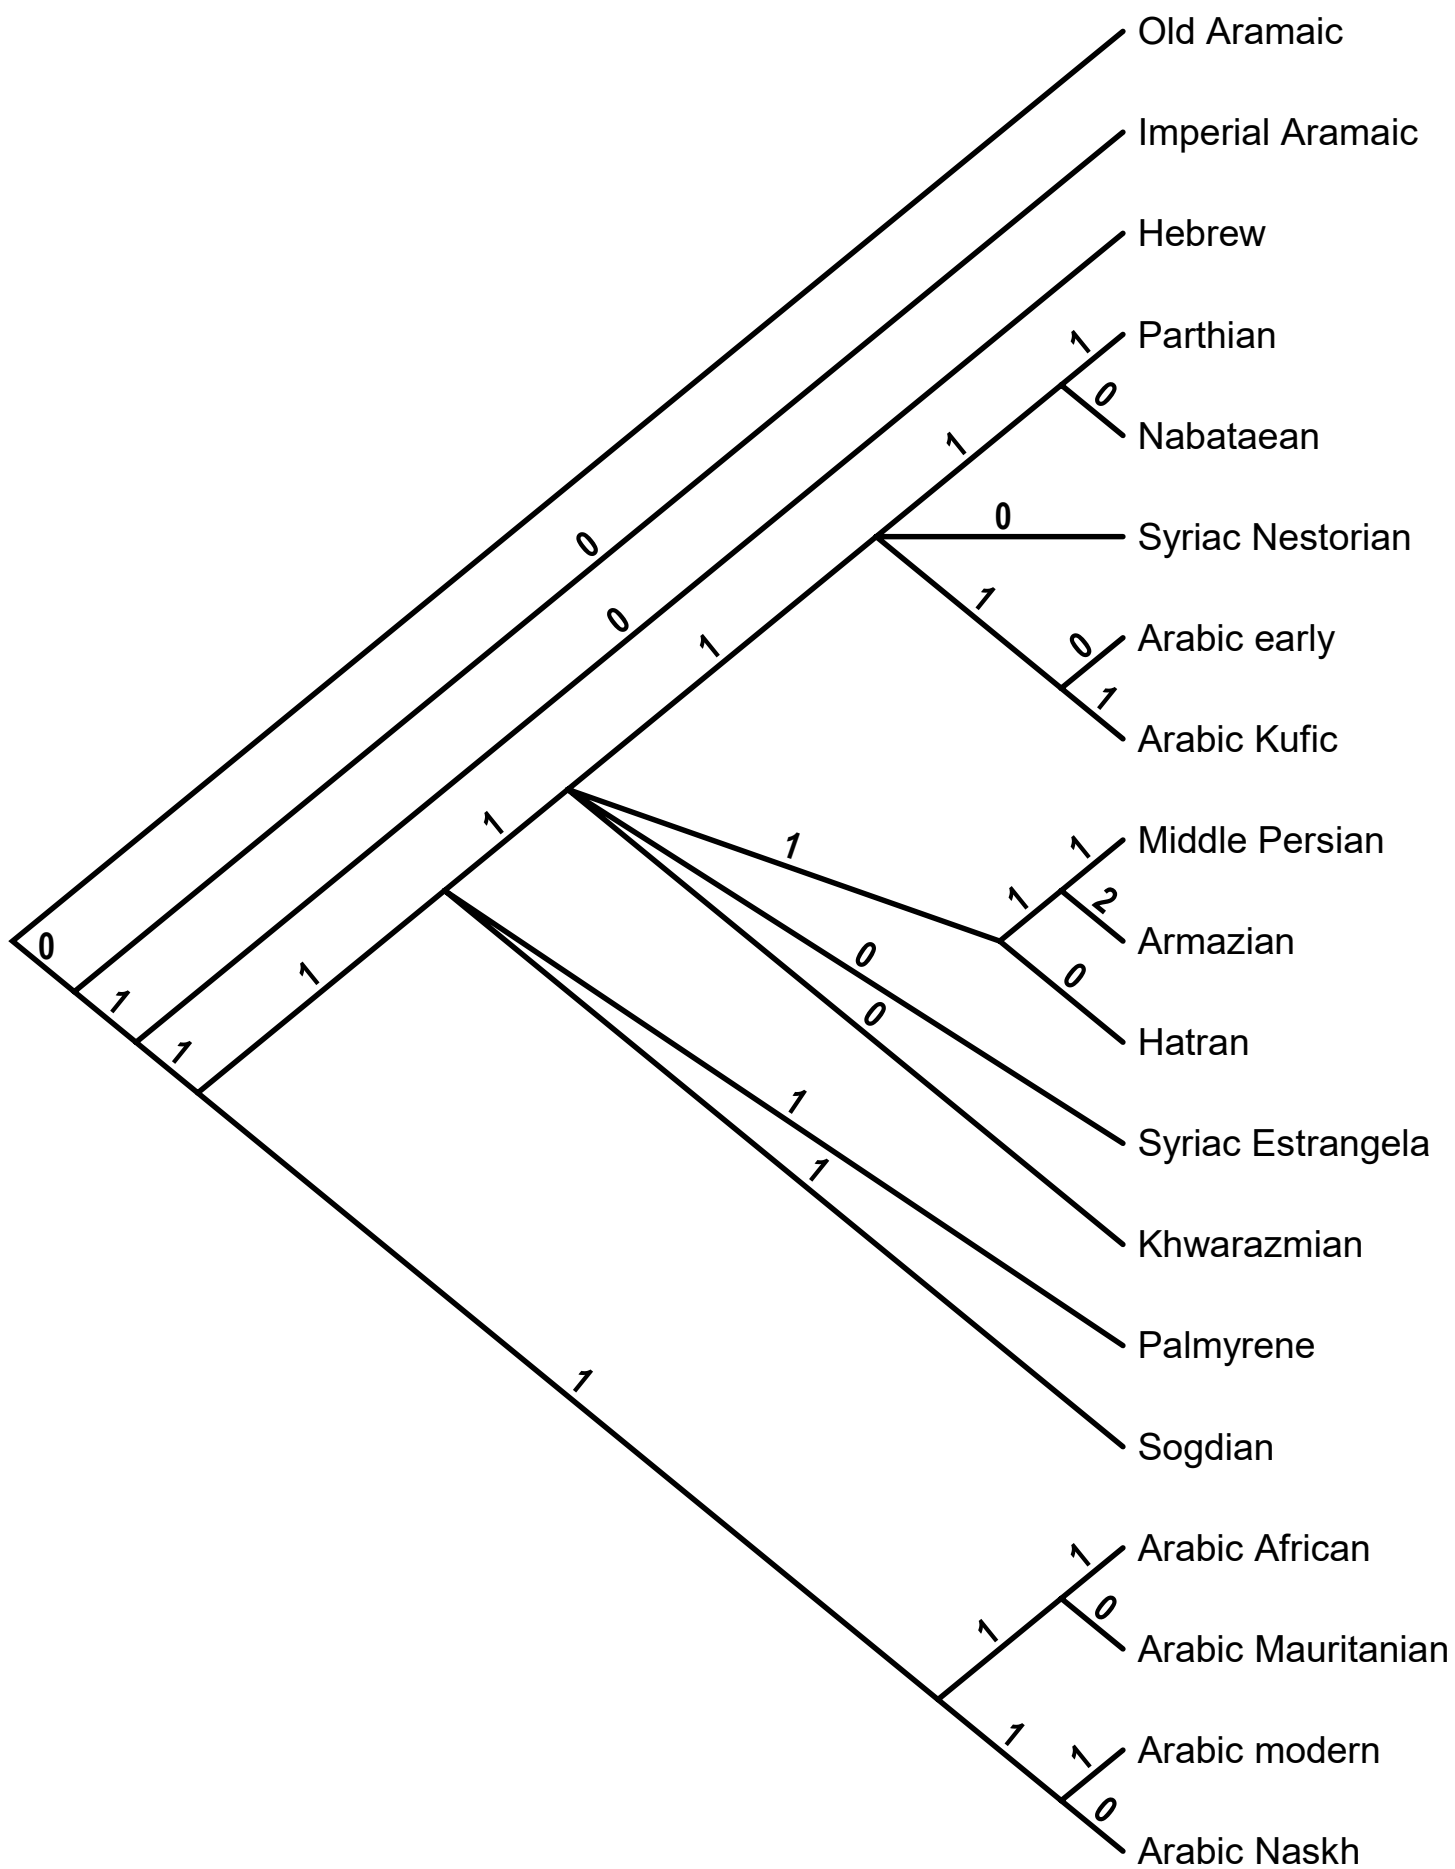 Old Aramaic
Imperial Aramaic
Hebrew
1
Parthian
0
Nabataean
1
0
Syriac Nestorian
0
1
0
0
Arabic early
1
1
Arabic Kufic
1
1
1
Middle Persian
1
2
Armazian
0
0
1
0
Hatran
1
0
1
1
Syriac Estrangela
1
Khwarazmian
1
Palmyrene
1
Sogdian
1
Arabic African
0
1
Arabic Mauritanian
1
1
Arabic modern
0
Arabic Naskh